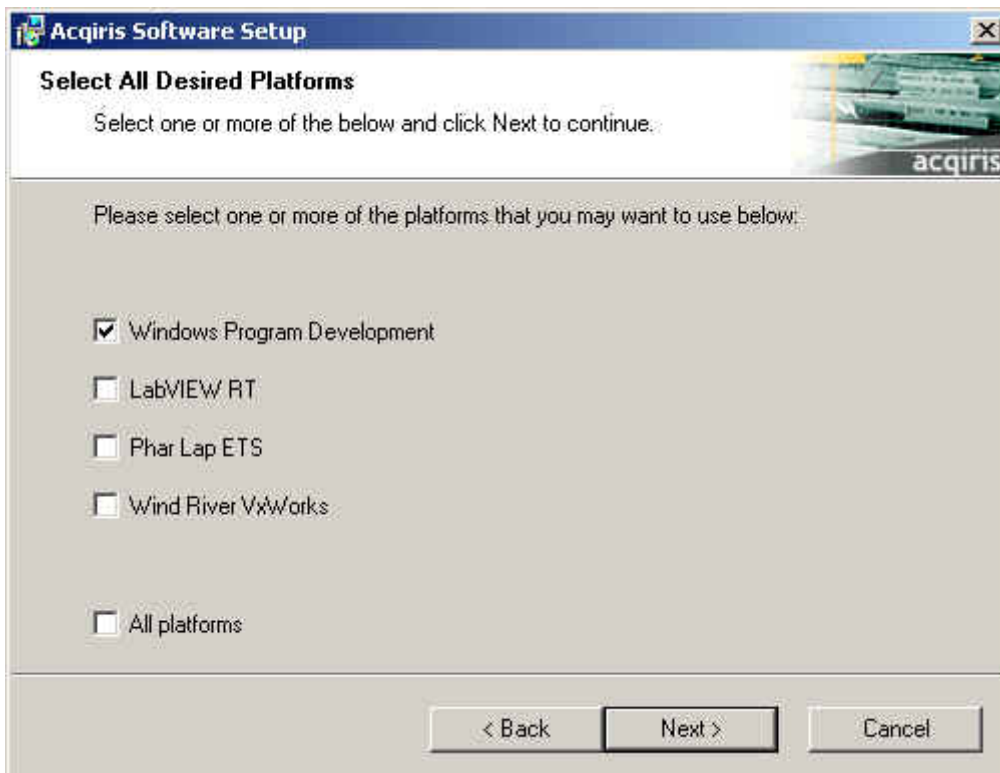 Acqiris Software Setup
Select All Desired Platforms
Select one or more of the below and click Next to continue.
acqiris
Please select one or more of the platforms that you may want to use below:
Windows Program Development
LabVIEW RT
Phar Lap ETS
Wind River VxWorks
All platforms
< Back Next > Cancel